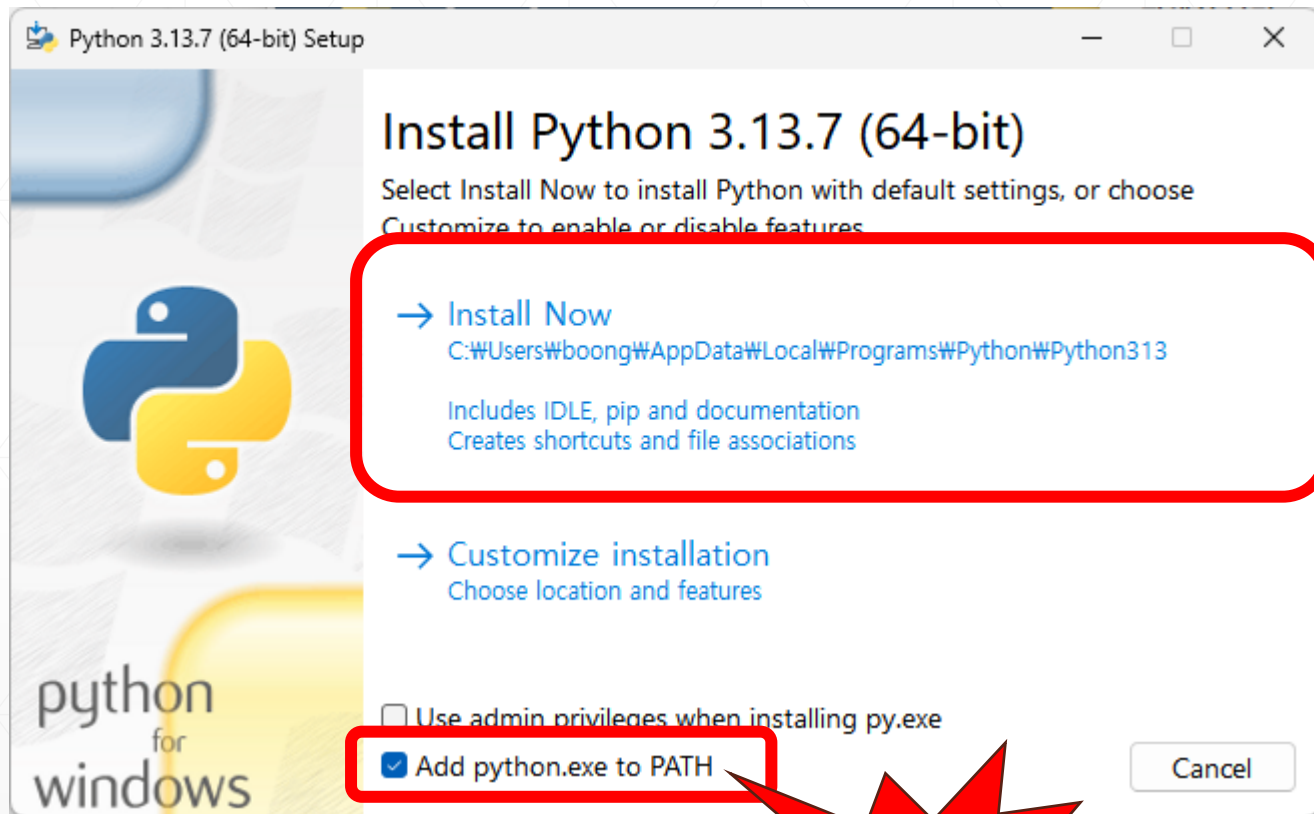 Python 3.13.7 (64-bit) Setup
Install Python 3.13.7 (64-bit)
Select Install Now to install Python with default settings, or choose
Customize to enable or disable features.
Install Now
C:₩Users₩boong₩AppData₩Local₩Programs₩Python₩Python313
Includes IDLE, pip and documentation
Creates shortcuts and file associations
Customize installation
Choose location and features
Use admin privileges when installing py.exe
Add python.exe to PATH
Cancel
python
for
windows